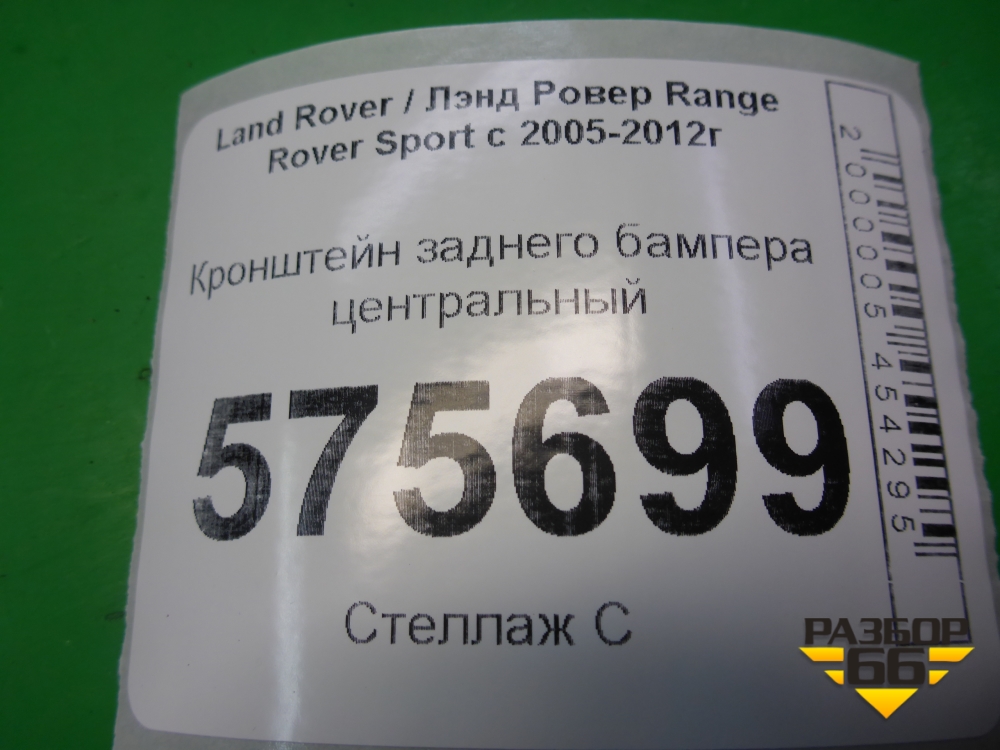 Land Rover / Лэнд Ровер Range
Rover Sport с 2005-2012г
Кронштейн заднего бампера
центральный
575699
Стеллаж С
2000005454295
РАЗБОР
66